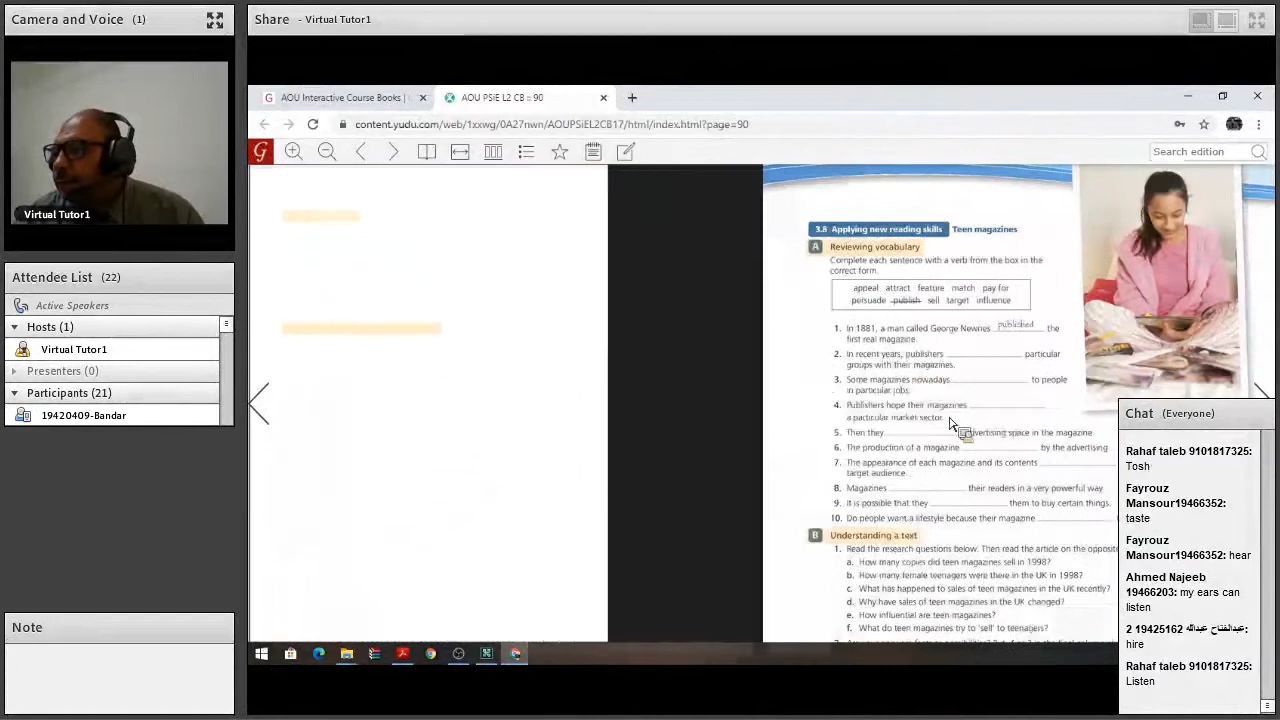 Camera and Voice (1)
Virtual Tutor1
Attendee List (22)
Active Speakers
Hosts (1)
Virtual Tutor1
Presenters (0)
Participants (21)
19420409-Bandar
Note
Share - Virtual Tutor1
AOU Interactive Course Books |
AOU PSiE L2 CB :: 90
content.yudu.com/web/1xxwg/0A27nwn/AOUPSiEL2CB17/html/index.html?page=90
Search edition
3.8 Applying new reading skills Teen magazines
A Reviewing vocabulary
Complete each sentence with a verb from the box in the
correct form.
appeal attract feature match pay for
persuade publish sell target influence
1. In 1881, a man called George Newnes published the
first real magazine.
2. In recent years, publishers particular
groups with their magazines.
3. Some magazines nowadays to people
in particular jobs.
4. Publishers hope their magazines
a particular market sector.
5. Then they advertising space in the magazine.
6. The production of a magazine by the advertising.
7. The appearance of each magazine and its contents
target audience.
8. Magazines their readers in a very powerful way.
9. It is possible that they them to buy certain things.
10. Do people want a lifestyle because their magazine
B Understanding a text
1. Read the research questions below. Then read the article on the opposite
a. How many copies did teen magazines sell in 1998?
b. How many female teenagers were there in the UK in 1998?
c. What has happened to sales of teen magazines in the UK recently?
d. Why have sales of teen magazines in the UK changed?
e. How influential are teen magazines?
f. What do teen magazines try to 'sell' to teenagers?
Chat (Everyone)
Rahaf taleb 9101817325:
Tosh
Fayrouz
Mansour19466352:
taste
Fayrouz
Mansour19466352: hear
Ahmed Najeeb
19466203: my ears can
listen
2 19425162 عبدالفتاح عبدالله:
hire
Rahaf taleb 9101817325:
Listen